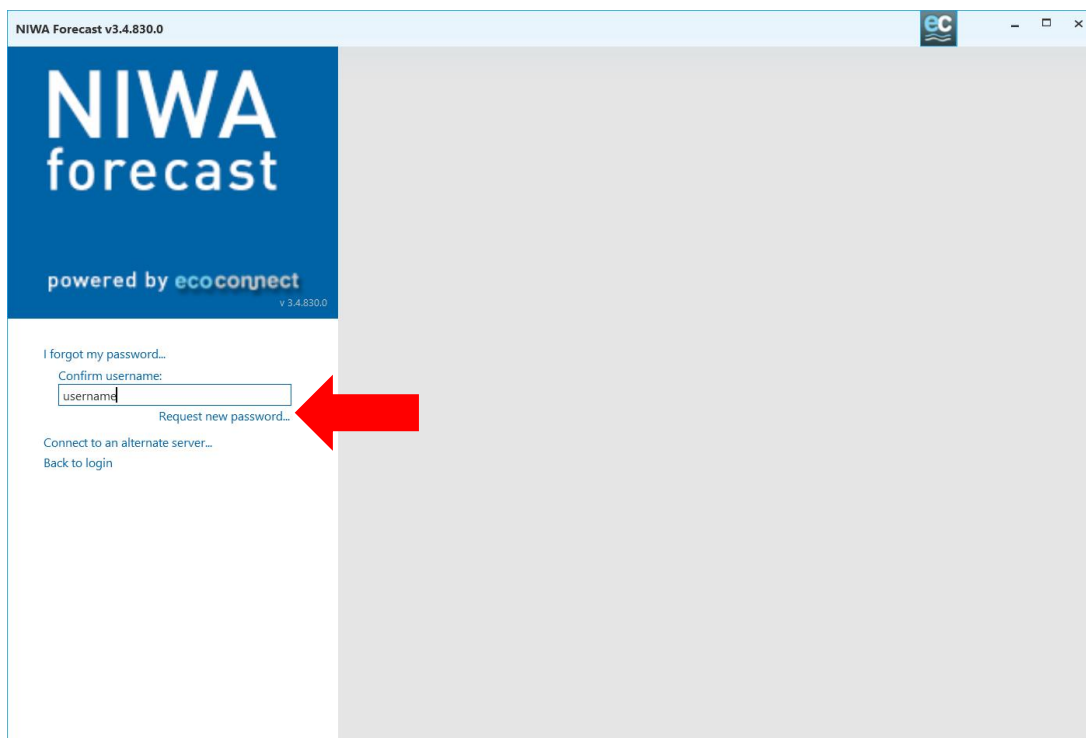 NIWA Forecast v3.4.830.0
ec
NIWA
forecast
powered by ecoconnect
v 3.4.830.0
I forgot my password...
Confirm username:
username
Request new password...
Connect to an alternate server...
Back to login